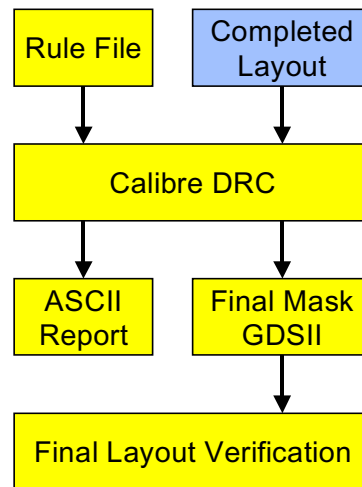 Rule File
Completed
Layout
Calibre DRC
ASCII
Report
Final Mask
GDSII
Final Layout Verification